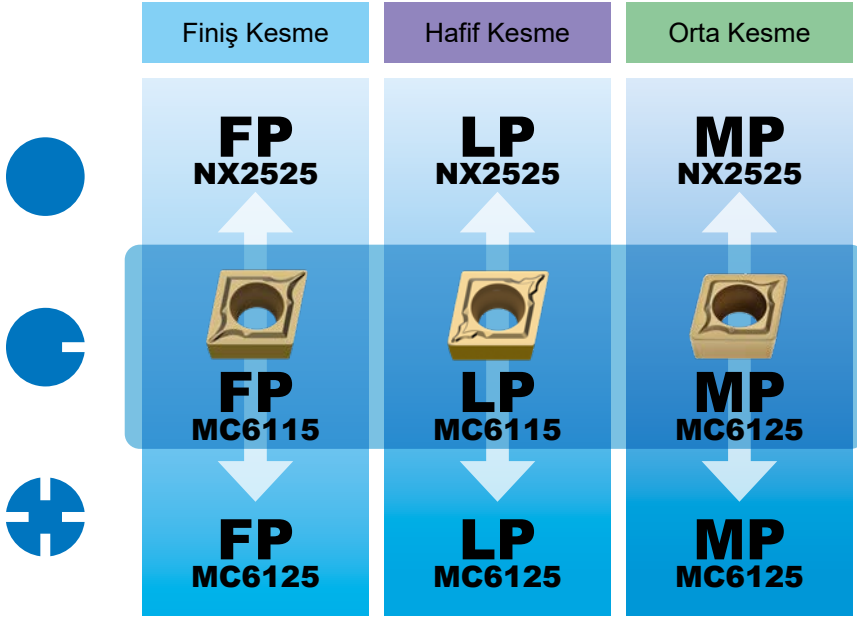 Finiş Kesme
Hafif Kesme
Orta Kesme
FP
NX2525
LP
NX2525
MP
NX2525
FP
MC6115
LP
MC6115
MP
MC6125
FP
MC6125
LP
MC6125
MP
MC6125